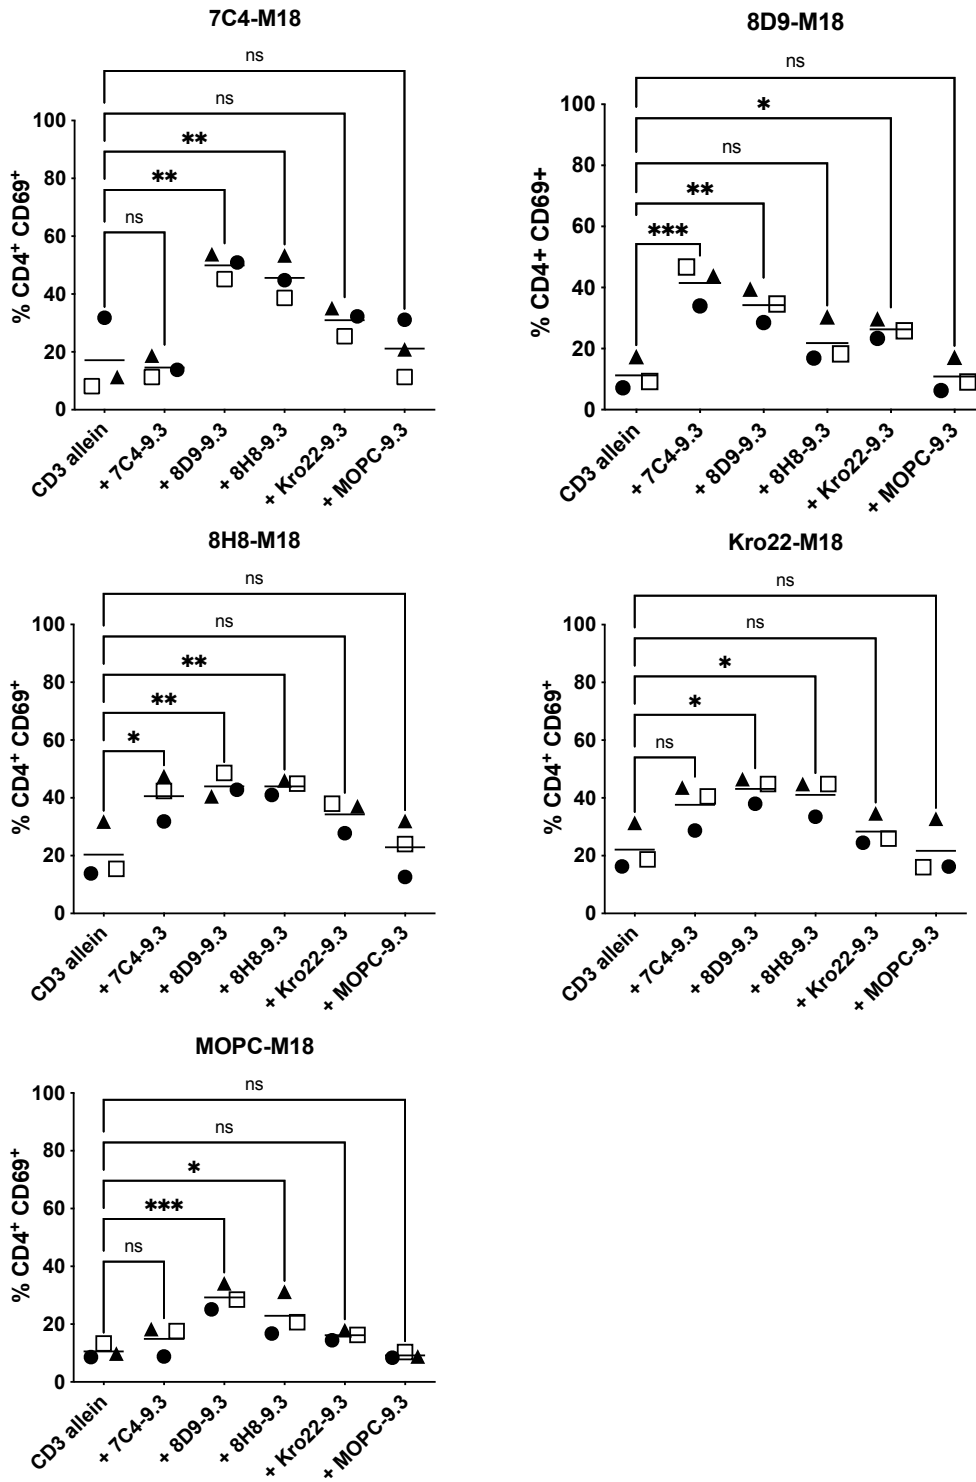 7C4-M18
ns
ns
**
**
ns
% CD4⁺ CD69⁺
100
80
60
40
20
0
CD3 allein
+ 7C4-9.3
+ 8D9-9.3
+ 8H8-9.3
+ Kro22-9.3
+ MOPC-9.3
8D9-M18
ns
*
ns
**
***
% CD4+ CD69+
100
80
60
40
20
0
CD3 allein
+ 7C4-9.3
+ 8D9-9.3
+ 8H8-9.3
+ Kro22-9.3
+ MOPC-9.3
8H8-M18
ns
ns
**
**
*
% CD4⁺ CD69⁺
100
80
60
40
20
0
CD3 allein
+ 7C4-9.3
+ 8D9-9.3
+ 8H8-9.3
+ Kro22-9.3
+ MOPC-9.3
Kro22-M18
ns
ns
*
*
ns
% CD4⁺ CD69⁺
100
80
60
40
20
0
CD3 allein
+ 7C4-9.3
+ 8D9-9.3
+ 8H8-9.3
+ Kro22-9.3
+ MOPC-9.3
MOPC-M18
ns
ns
*
***
ns
% CD4⁺ CD69⁺
100
80
60
40
20
0
CD3 allein
+ 7C4-9.3
+ 8D9-9.3
+ 8H8-9.3
+ Kro22-9.3
+ MOPC-9.3